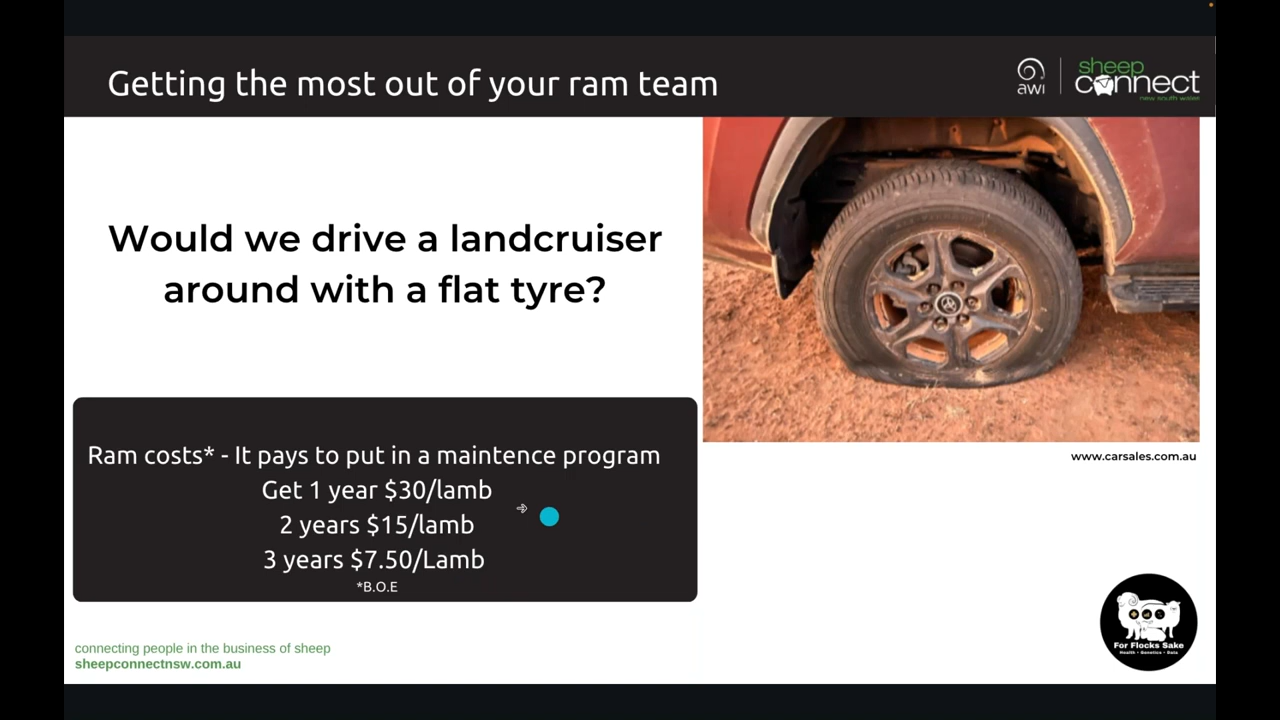 Getting the most out of your ram team
awi
sheep
connect
new south wales
Would we drive a landcruiser
around with a flat tyre?
www.carsales.com.au
Ram costs* - It pays to put in a maintence program
Get 1 year $30/lamb
2 years $15/lamb
3 years $7.50/Lamb
*B.O.E
For Flocks Sake
Health • Genetics • Data
connecting people in the business of sheep
sheepconnectnsw.com.au